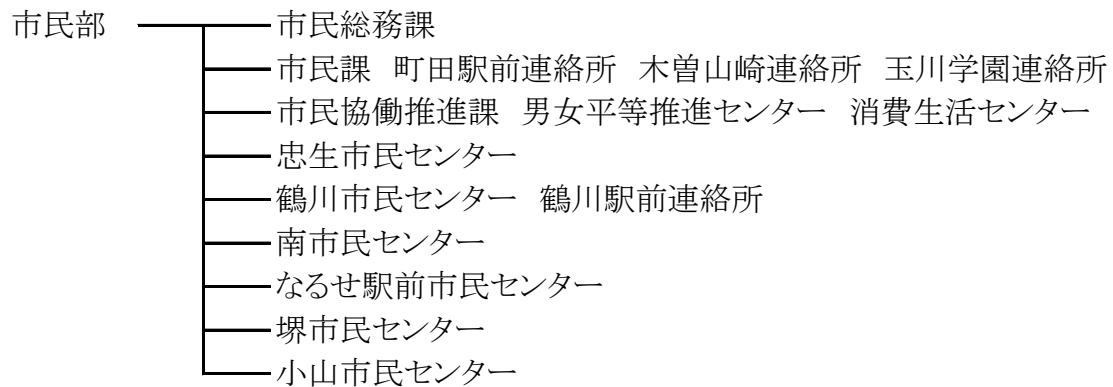 市民部 市民総務課
市民課 町田駅前連絡所 木曽山崎連絡所 玉川学園連絡所
市民協働推進課 男女平等推進センター 消費生活センター
忠生市民センター
鶴川市民センター 鶴川駅前連絡所
南市民センター
なるせ駅前市民センター
堺市民センター
小山市民センター